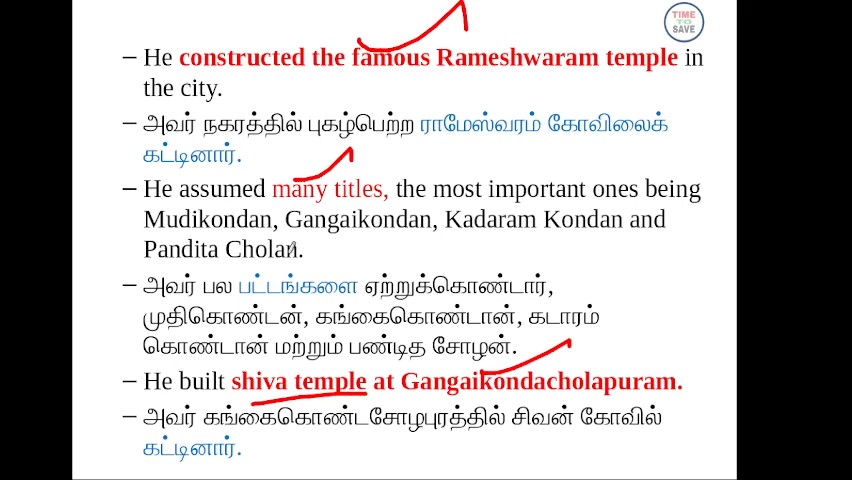 TIME
TO
SAVE
– He constructed the famous Rameshwaram temple in
the city.
– அவர் நகரத்தில் புகழ்பெற்ற ராமேஸ்வரம் கோவிலைக்
கட்டினார்.
– He assumed many titles, the most important ones being
Mudikondan, Gangaikondan, Kadaram Kondan and
Pandita Cholan.
– அவர் பல பட்டங்களை ஏற்றுக்கொண்டார்,
முதிகொண்டன், கங்கைகொண்டான், கடாரம்
கொண்டான் மற்றும் பண்டித சோழன்.
– He built shiva temple at Gangaikondacholapuram.
– அவர் கங்கைகொண்டசோழபுரத்தில் சிவன் கோவில்
கட்டினார்.